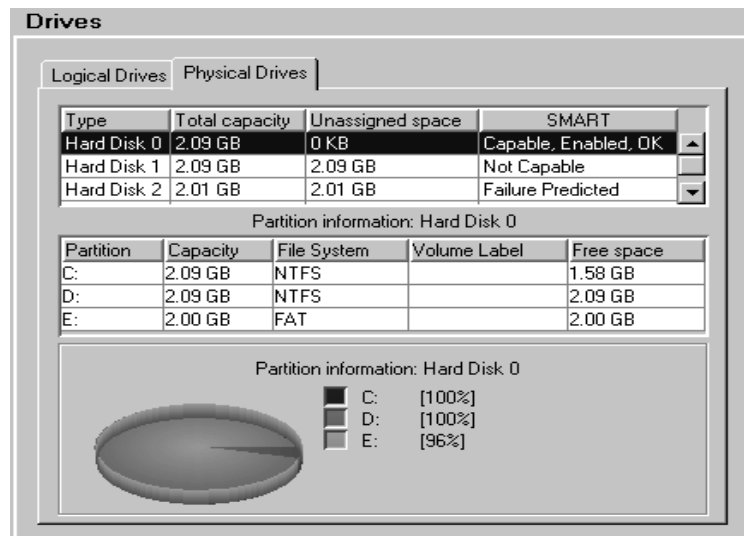 Drives
Logical Drives Physical Drives
Type Total capacity Unassigned space SMART
Hard Disk 0 2.09 GB 0 KB Capable, Enabled, OK
Hard Disk 1 2.09 GB 2.09 GB Not Capable
Hard Disk 2 2.01 GB 2.01 GB Failure Predicted
Partition information: Hard Disk 0
Partition Capacity File System Volume Label Free space
C: 2.09 GB NTFS 1.58 GB
D: 2.09 GB NTFS 2.09 GB
E: 2.00 GB FAT 2.00 GB
Partition information: Hard Disk 0
C: [100%]
D: [100%]
E: [96%]